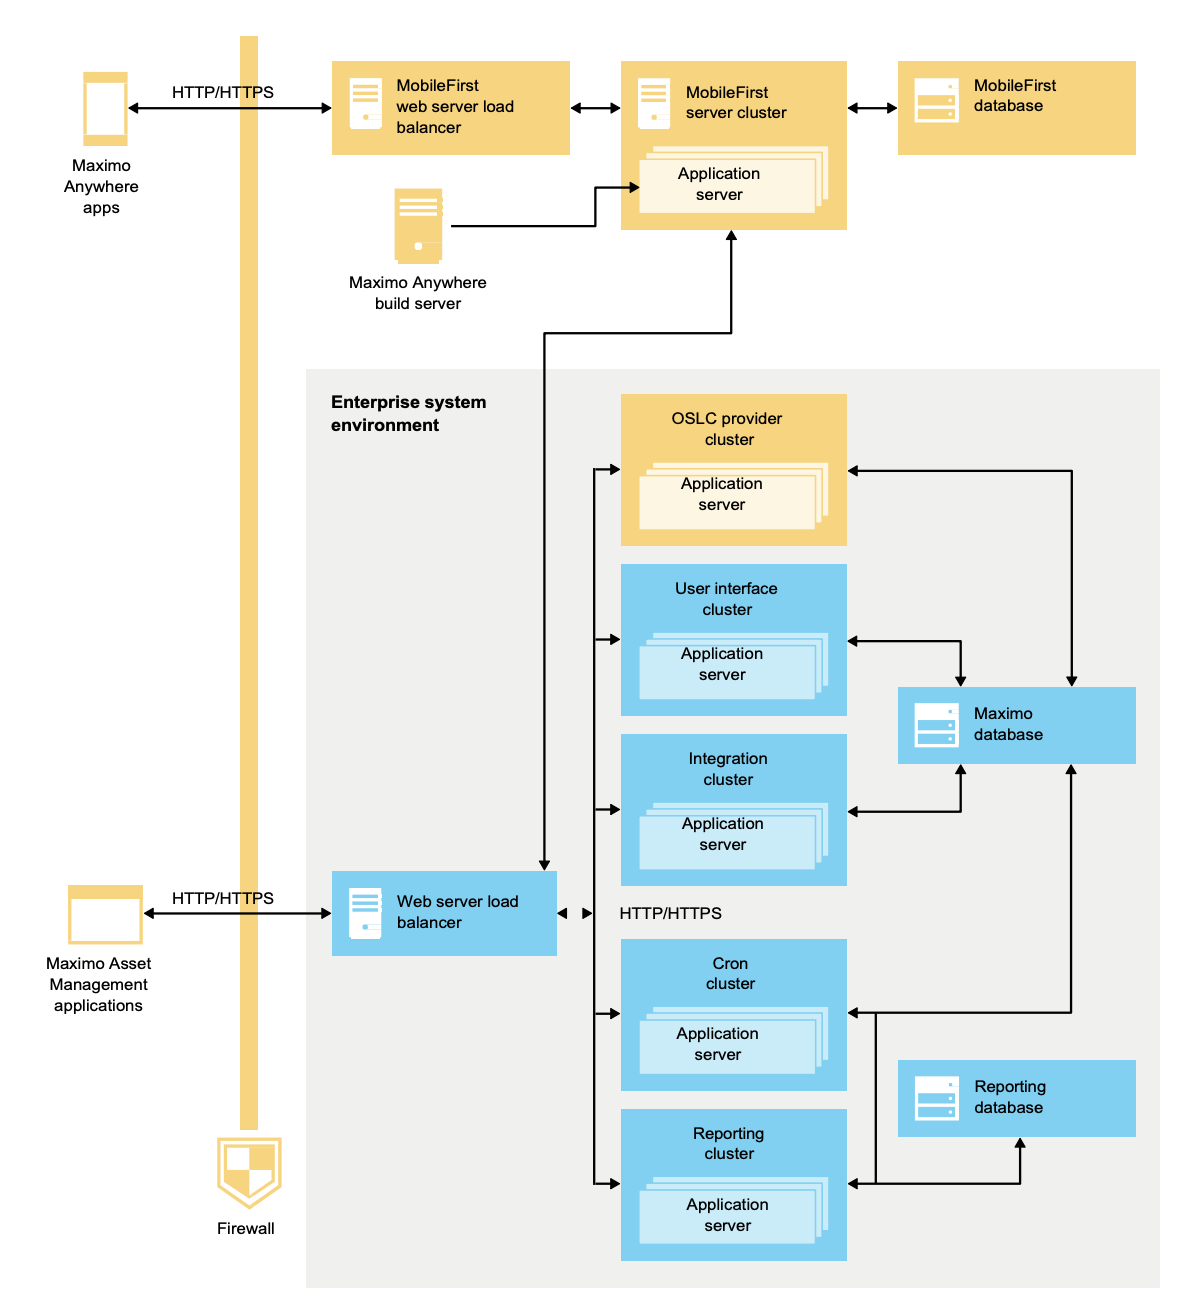 HTTP/HTTPS
Maximo
Anywhere
apps
MobileFirst
web server load
balancer
MobileFirst
server cluster
Application
server
MobileFirst
database
Maximo Anywhere
build server
Enterprise system
environment
OSLC provider
cluster
Application
server
User interface
cluster
Application
server
Maximo
database
Integration
cluster
Application
server
HTTP/HTTPS
Maximo Asset
Management
applications
Web server load
balancer
HTTP/HTTPS
Cron
cluster
Application
server
Reporting
database
Reporting
cluster
Application
server
Firewall